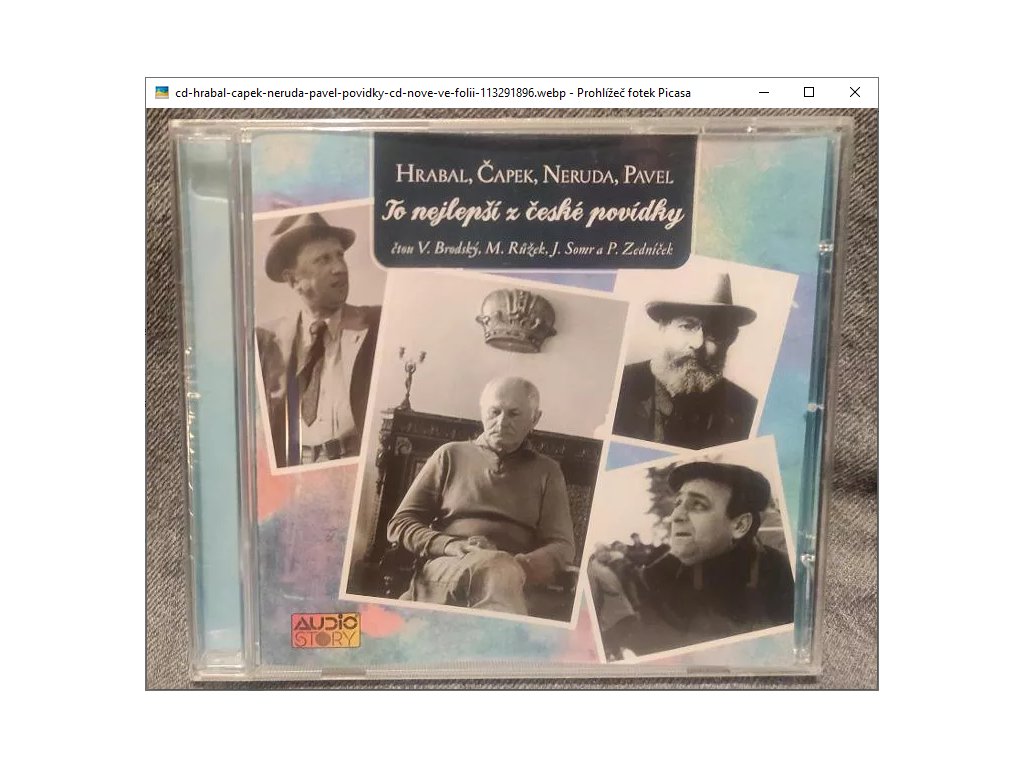 cd-hrabal-capek-neruda-pavel-povidky-cd-nove-ve-folii-113291896.webp - Prohlížeč fotek Picasa
Hrabal, Čapek, Neruda, Pavel
To nejlepší z české povídky
čtou V. Brodský, M. Růžek, J. Somr a P. Zedníček
AUDIO
STORY